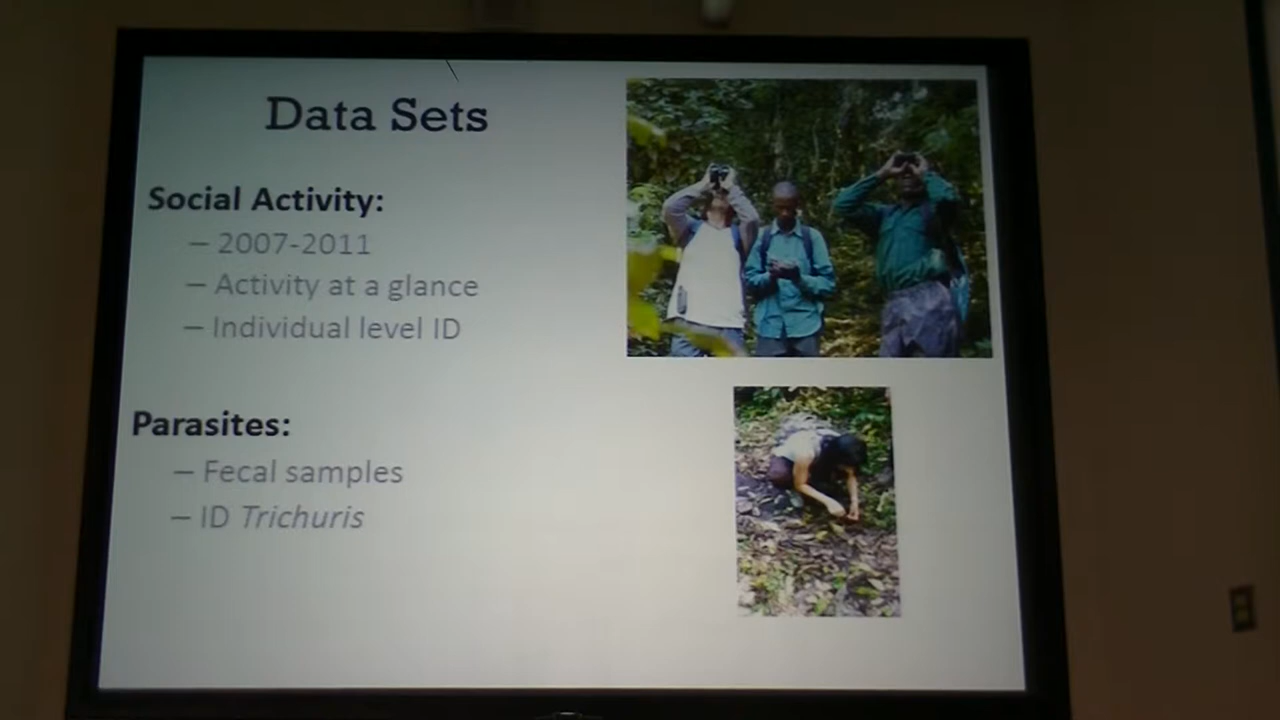 Data Sets
Social Activity:
– 2007-2011
– Activity at a glance
– Individual level ID
Parasites:
– Fecal samples
– ID Trichuris